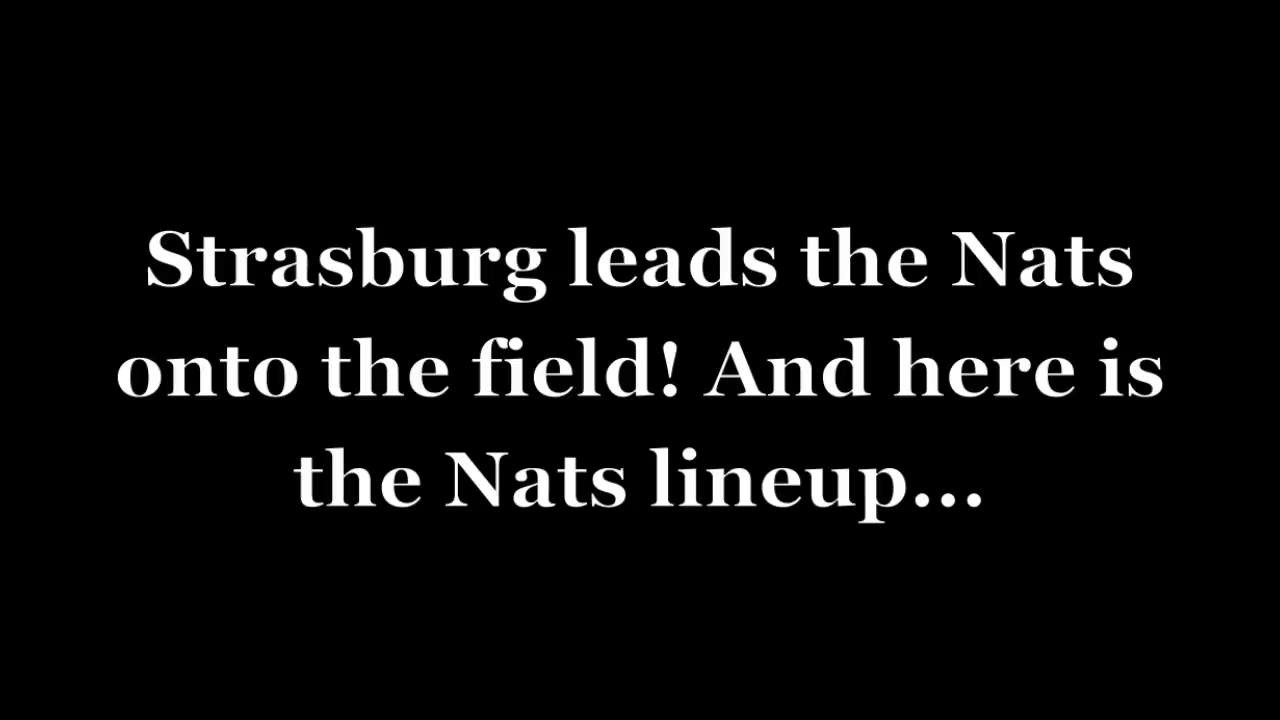 Strasburg leads the Nats
onto the field! And here is
the Nats lineup...